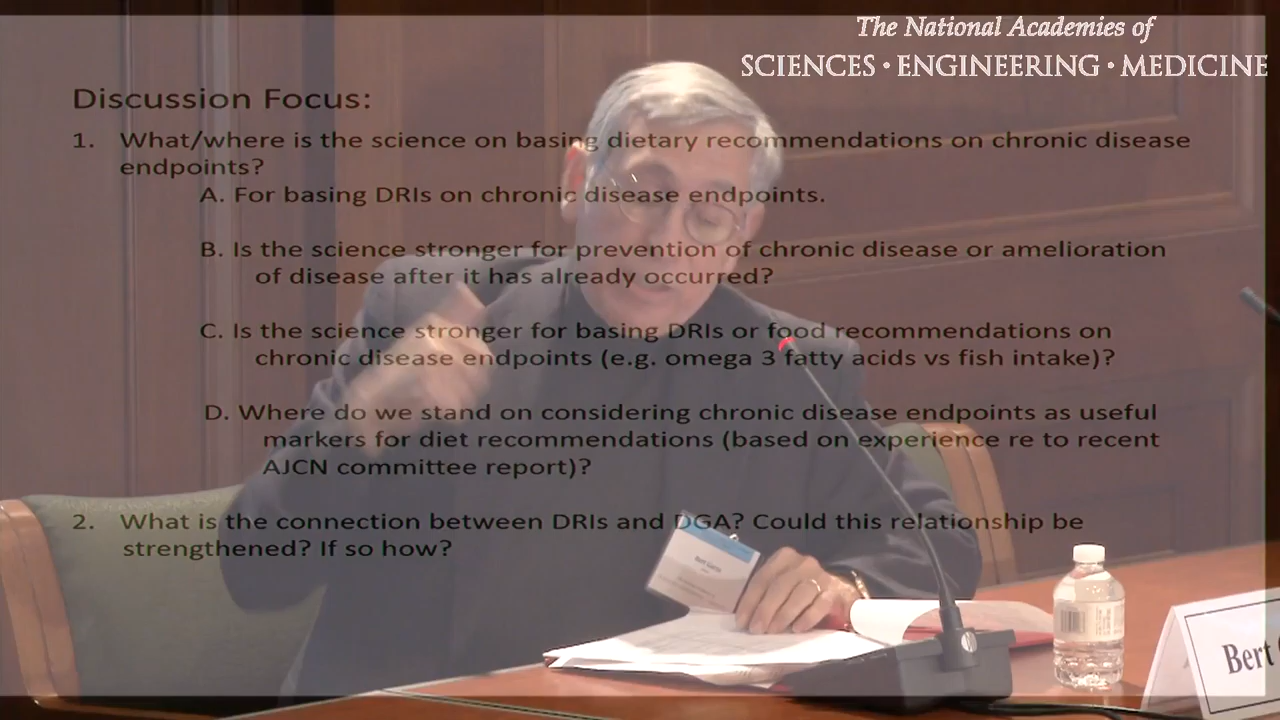 The National Academies of
SCIENCES • ENGINEERING • MEDICINE
Discussion Focus:
1. What/where is the science on basing dietary recommendations on chronic disease
endpoints?
A. For basing DRIs on chronic disease endpoints.
B. Is the science stronger for prevention of chronic disease or amelioration
of disease after it has already occurred?
C. Is the science stronger for basing DRIs or food recommendations on
chronic disease endpoints (e.g. omega 3 fatty acids vs fish intake)?
D. Where do we stand on considering chronic disease endpoints as useful
markers for diet recommendations (based on experience re to recent
AJCN committee report)?
2. What is the connection between DRIs and DGA? Could this relationship be
strengthened? If so how?
Bert